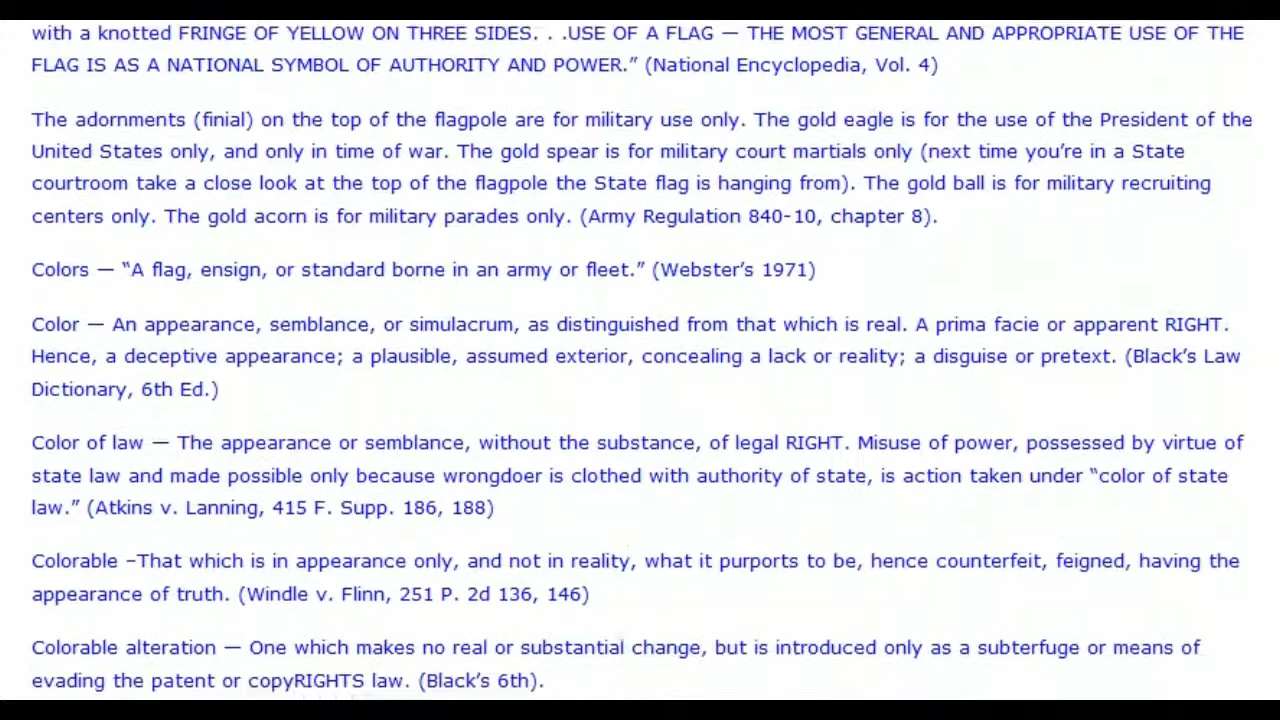 with a knotted FRINGE OF YELLOW ON THREE SIDES. . .USE OF A FLAG — THE MOST GENERAL AND APPROPRIATE USE OF THE
FLAG IS AS A NATIONAL SYMBOL OF AUTHORITY AND POWER.” (National Encyclopedia, Vol. 4)
The adornments (finial) on the top of the flagpole are for military use only. The gold eagle is for the use of the President of the
United States only, and only in time of war. The gold spear is for military court martials only (next time you’re in a State
courtroom take a close look at the top of the flagpole the State flag is hanging from). The gold ball is for military recruiting
centers only. The gold acorn is for military parades only. (Army Regulation 840-10, chapter 8).
Colors — “A flag, ensign, or standard borne in an army or fleet.” (Webster’s 1971)
Color — An appearance, semblance, or simulacrum, as distinguished from that which is real. A prima facie or apparent RIGHT.
Hence, a deceptive appearance; a plausible, assumed exterior, concealing a lack or reality; a disguise or pretext. (Black’s Law
Dictionary, 6th Ed.)
Color of law — The appearance or semblance, without the substance, of legal RIGHT. Misuse of power, possessed by virtue of
state law and made possible only because wrongdoer is clothed with authority of state, is action taken under “color of state
law.” (Atkins v. Lanning, 415 F. Supp. 186, 188)
Colorable –That which is in appearance only, and not in reality, what it purports to be, hence counterfeit, feigned, having the
appearance of truth. (Windle v. Flinn, 251 P. 2d 136, 146)
Colorable alteration — One which makes no real or substantial change, but is introduced only as a subterfuge or means of
evading the patent or copyRIGHTS law. (Black’s 6th).